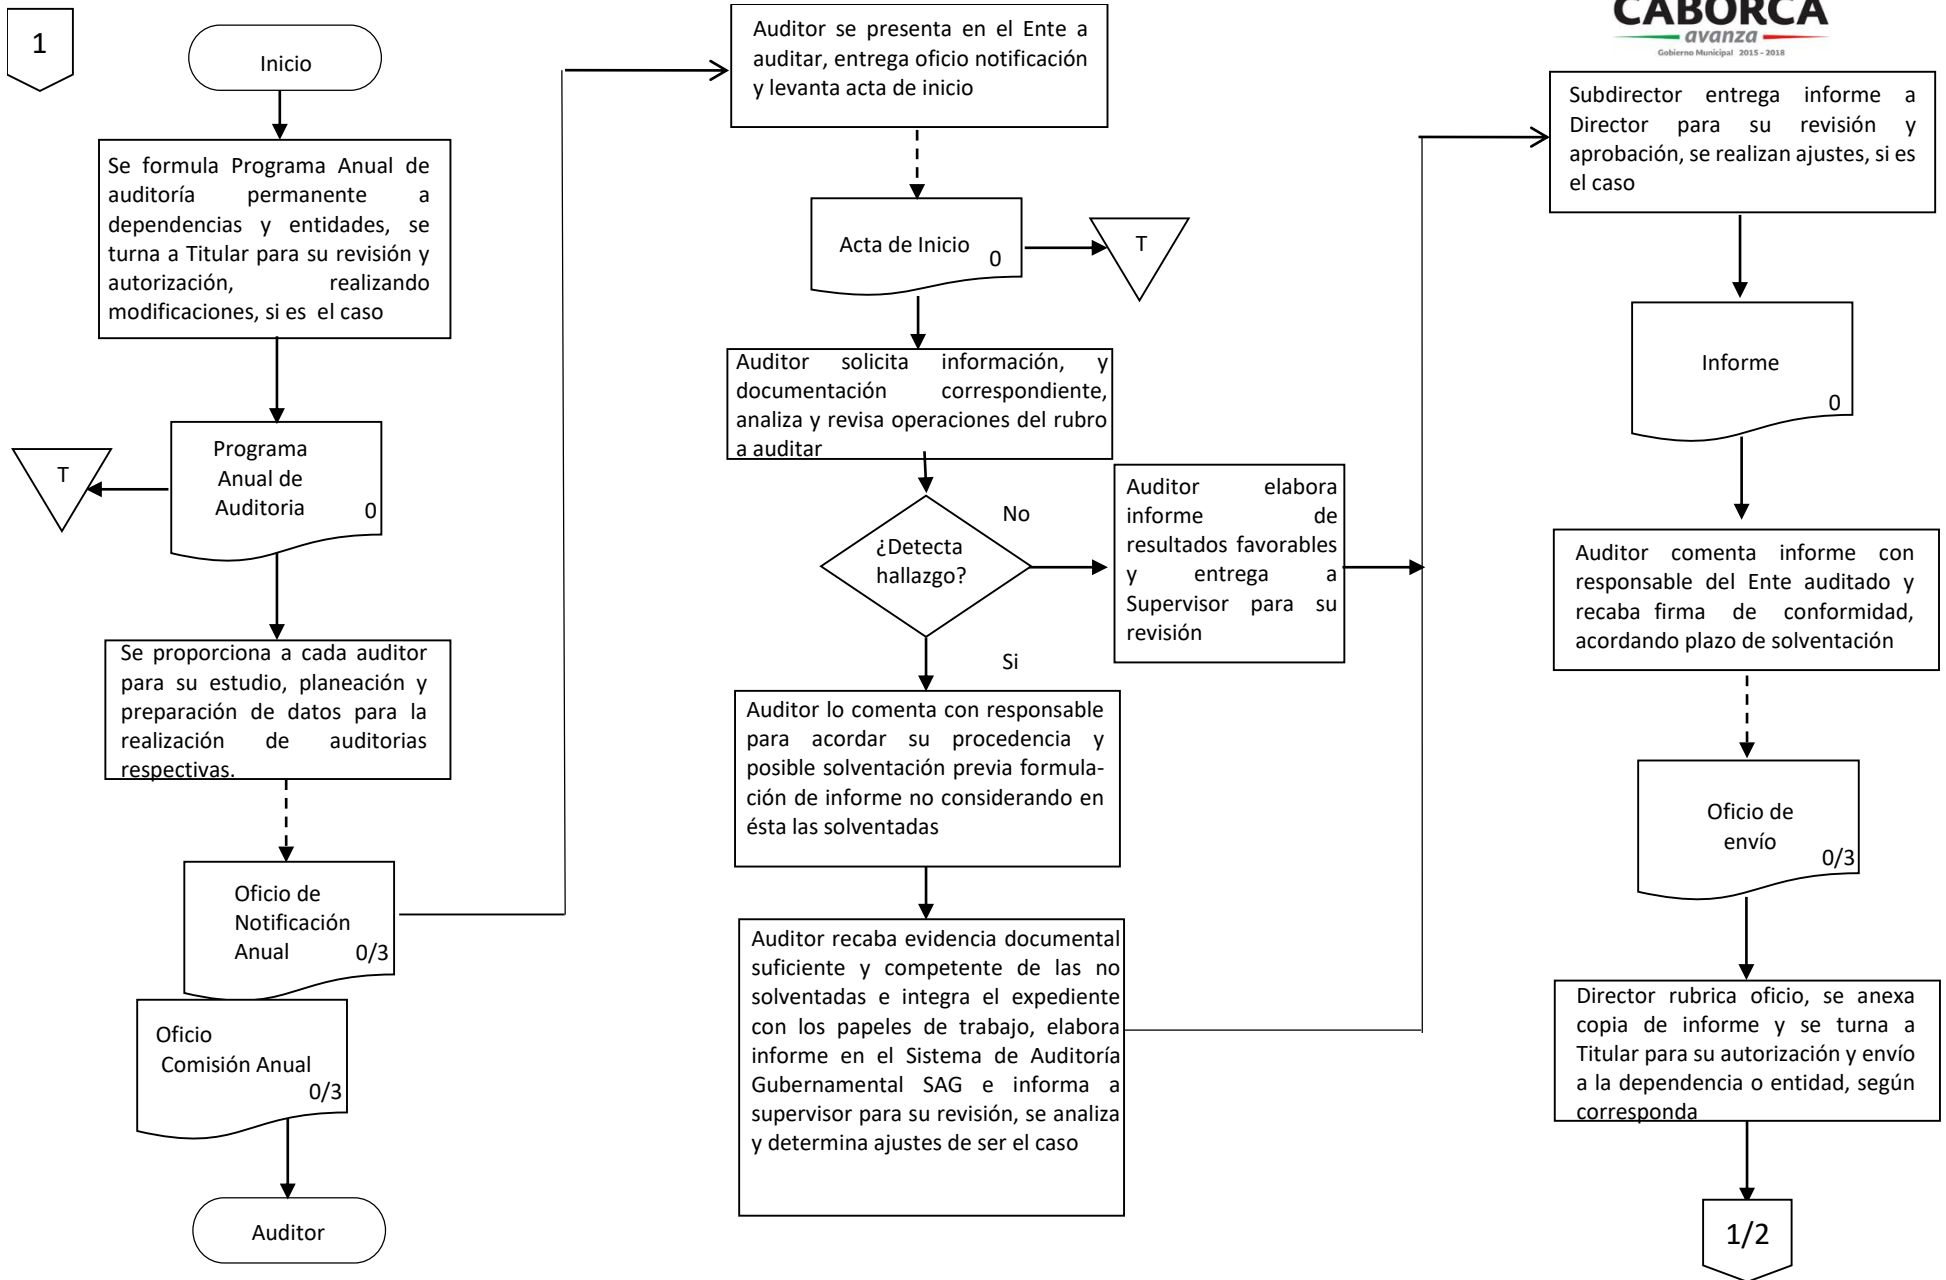 1
Inicio
Se formula Programa Anual de
auditoría permanente a
dependencias y entidades, se
turna a Titular para su revisión y
autorización, realizando
modificaciones, si es el caso
Programa
Anual de
Auditoria
0
T
Se proporciona a cada auditor
para su estudio, planeación y
preparación de datos para la
realización de auditorias
respectivas.
Oficio de
Notificación
Anual
0/3
Oficio
Comisión Anual
0/3
Auditor
Auditor se presenta en el Ente a
auditar, entrega oficio notificación
y levanta acta de inicio
Acta de Inicio
0
T
Auditor solicita información, y
documentación correspondiente,
analiza y revisa operaciones del rubro
a auditar
¿Detecta
hallazgo?
No
Si
Auditor elabora
informe de
resultados favorables
y entrega a
Supervisor para su
revisión
Auditor lo comenta con responsable
para acordar su procedencia y
posible solventación previa formula-
ción de informe no considerando en
ésta las solventadas
Auditor recaba evidencia documental
suficiente y competente de las no
solventadas e integra el expediente
con los papeles de trabajo, elabora
informe en el Sistema de Auditoría
Gubernamental SAG e informa a
supervisor para su revisión, se analiza
y determina ajustes de ser el caso
CABORCA
avanza
Gobierno Municipal 2015 - 2018
Subdirector entrega informe a
Director para su revisión y
aprobación, se realizan ajustes, si es
el caso
Informe
0
Auditor comenta informe con
responsable del Ente auditado y
recaba firma de conformidad,
acordando plazo de solventación
Oficio de
envío
0/3
Director rubrica oficio, se anexa
copia de informe y se turna a
Titular para su autorización y envío
a la dependencia o entidad, según
corresponda
1/2